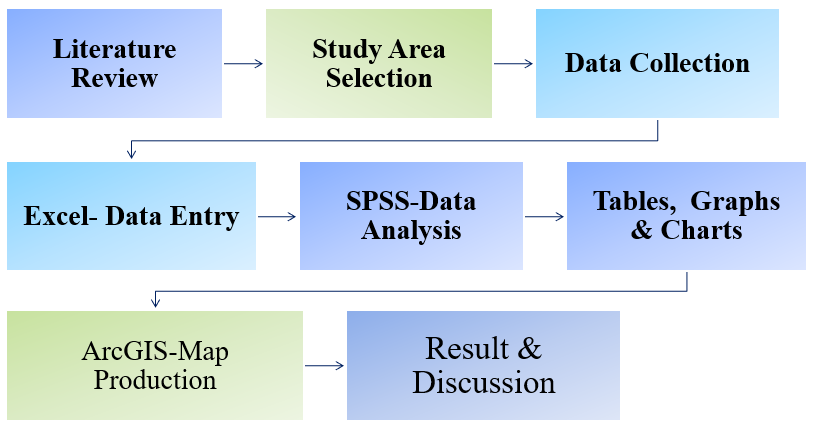 Literature
Review
Study Area
Selection
Data Collection
Excel- Data Entry
SPSS-Data
Analysis
Tables,  Graphs
& Charts
ArcGIS-Map
Production
Result &
Discussion